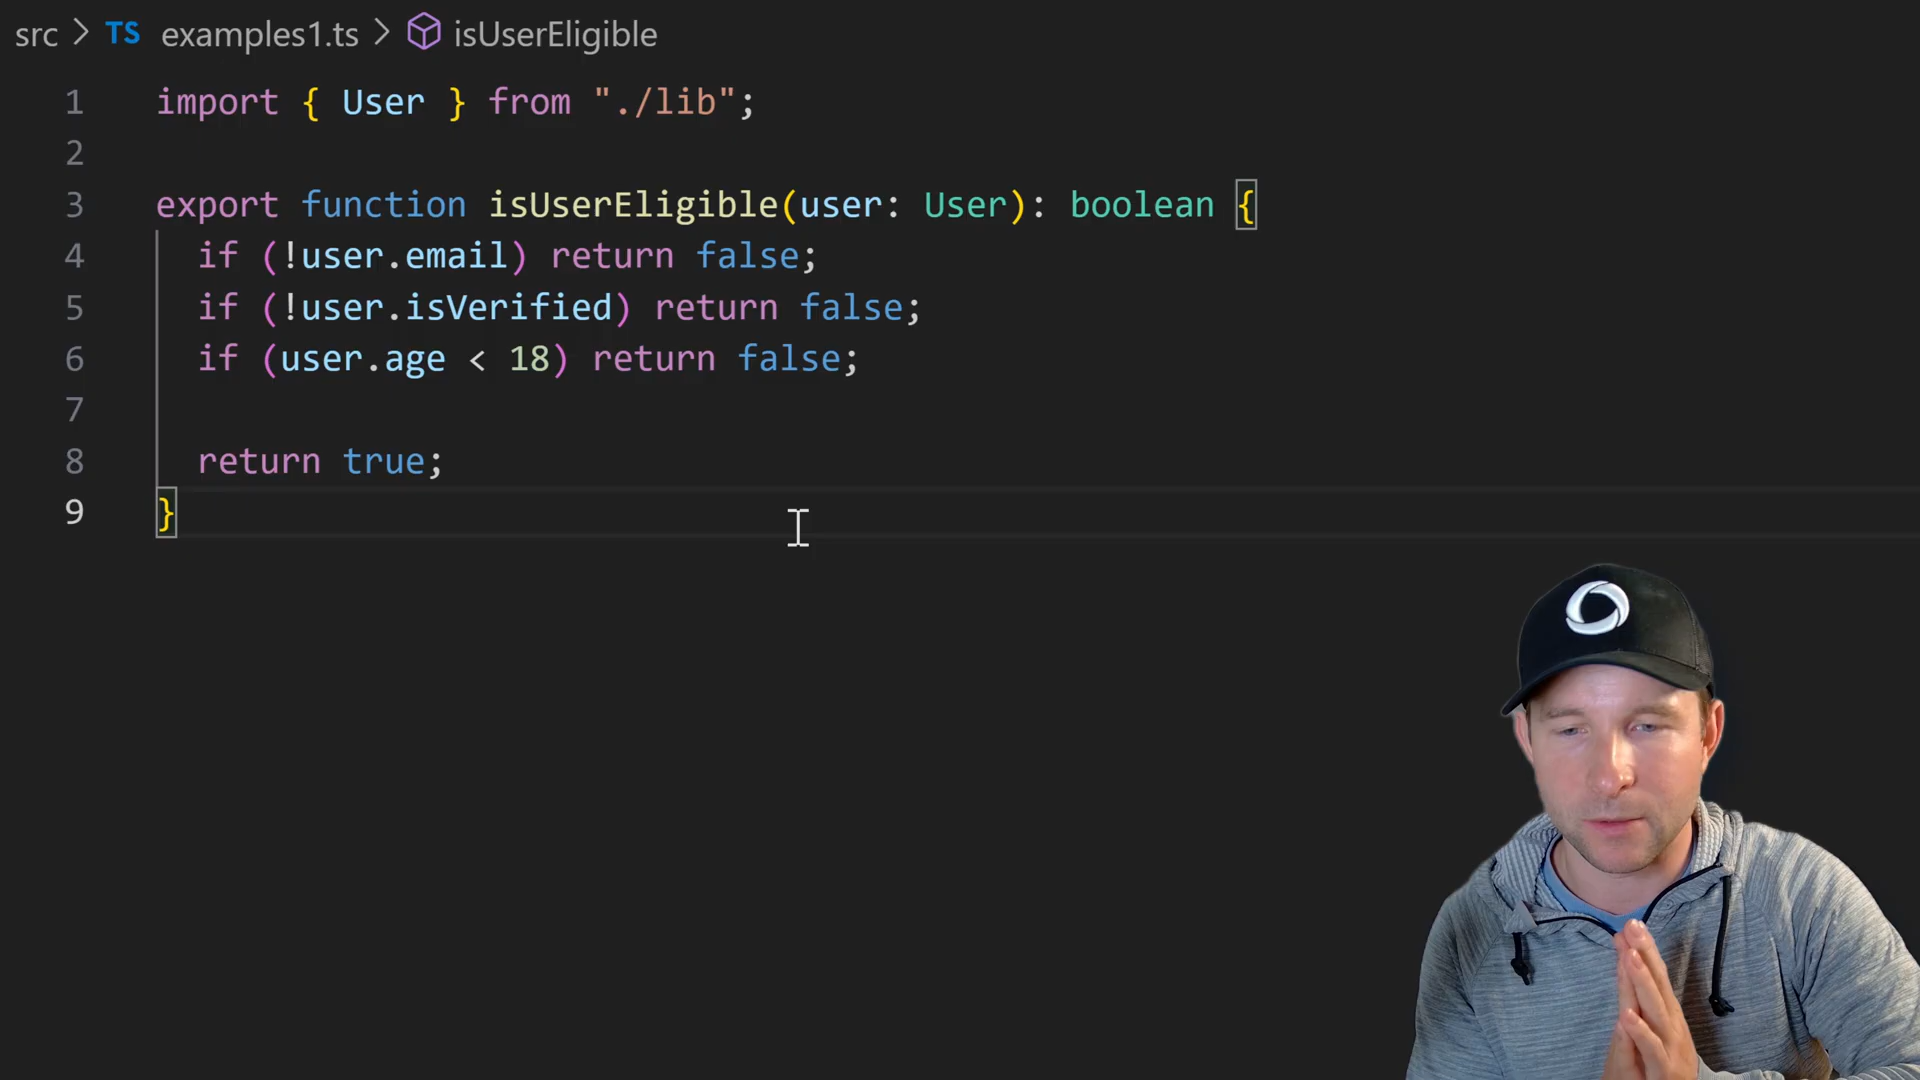 src > TS examples1.ts > isUserEligible
1 import { User } from "./lib";
2
3 export function isUserEligible(user: User): boolean {
4 if (!user.email) return false;
5 if (!user.isVerified) return false;
6 if (user.age < 18) return false;
7
8 return true;
9 }